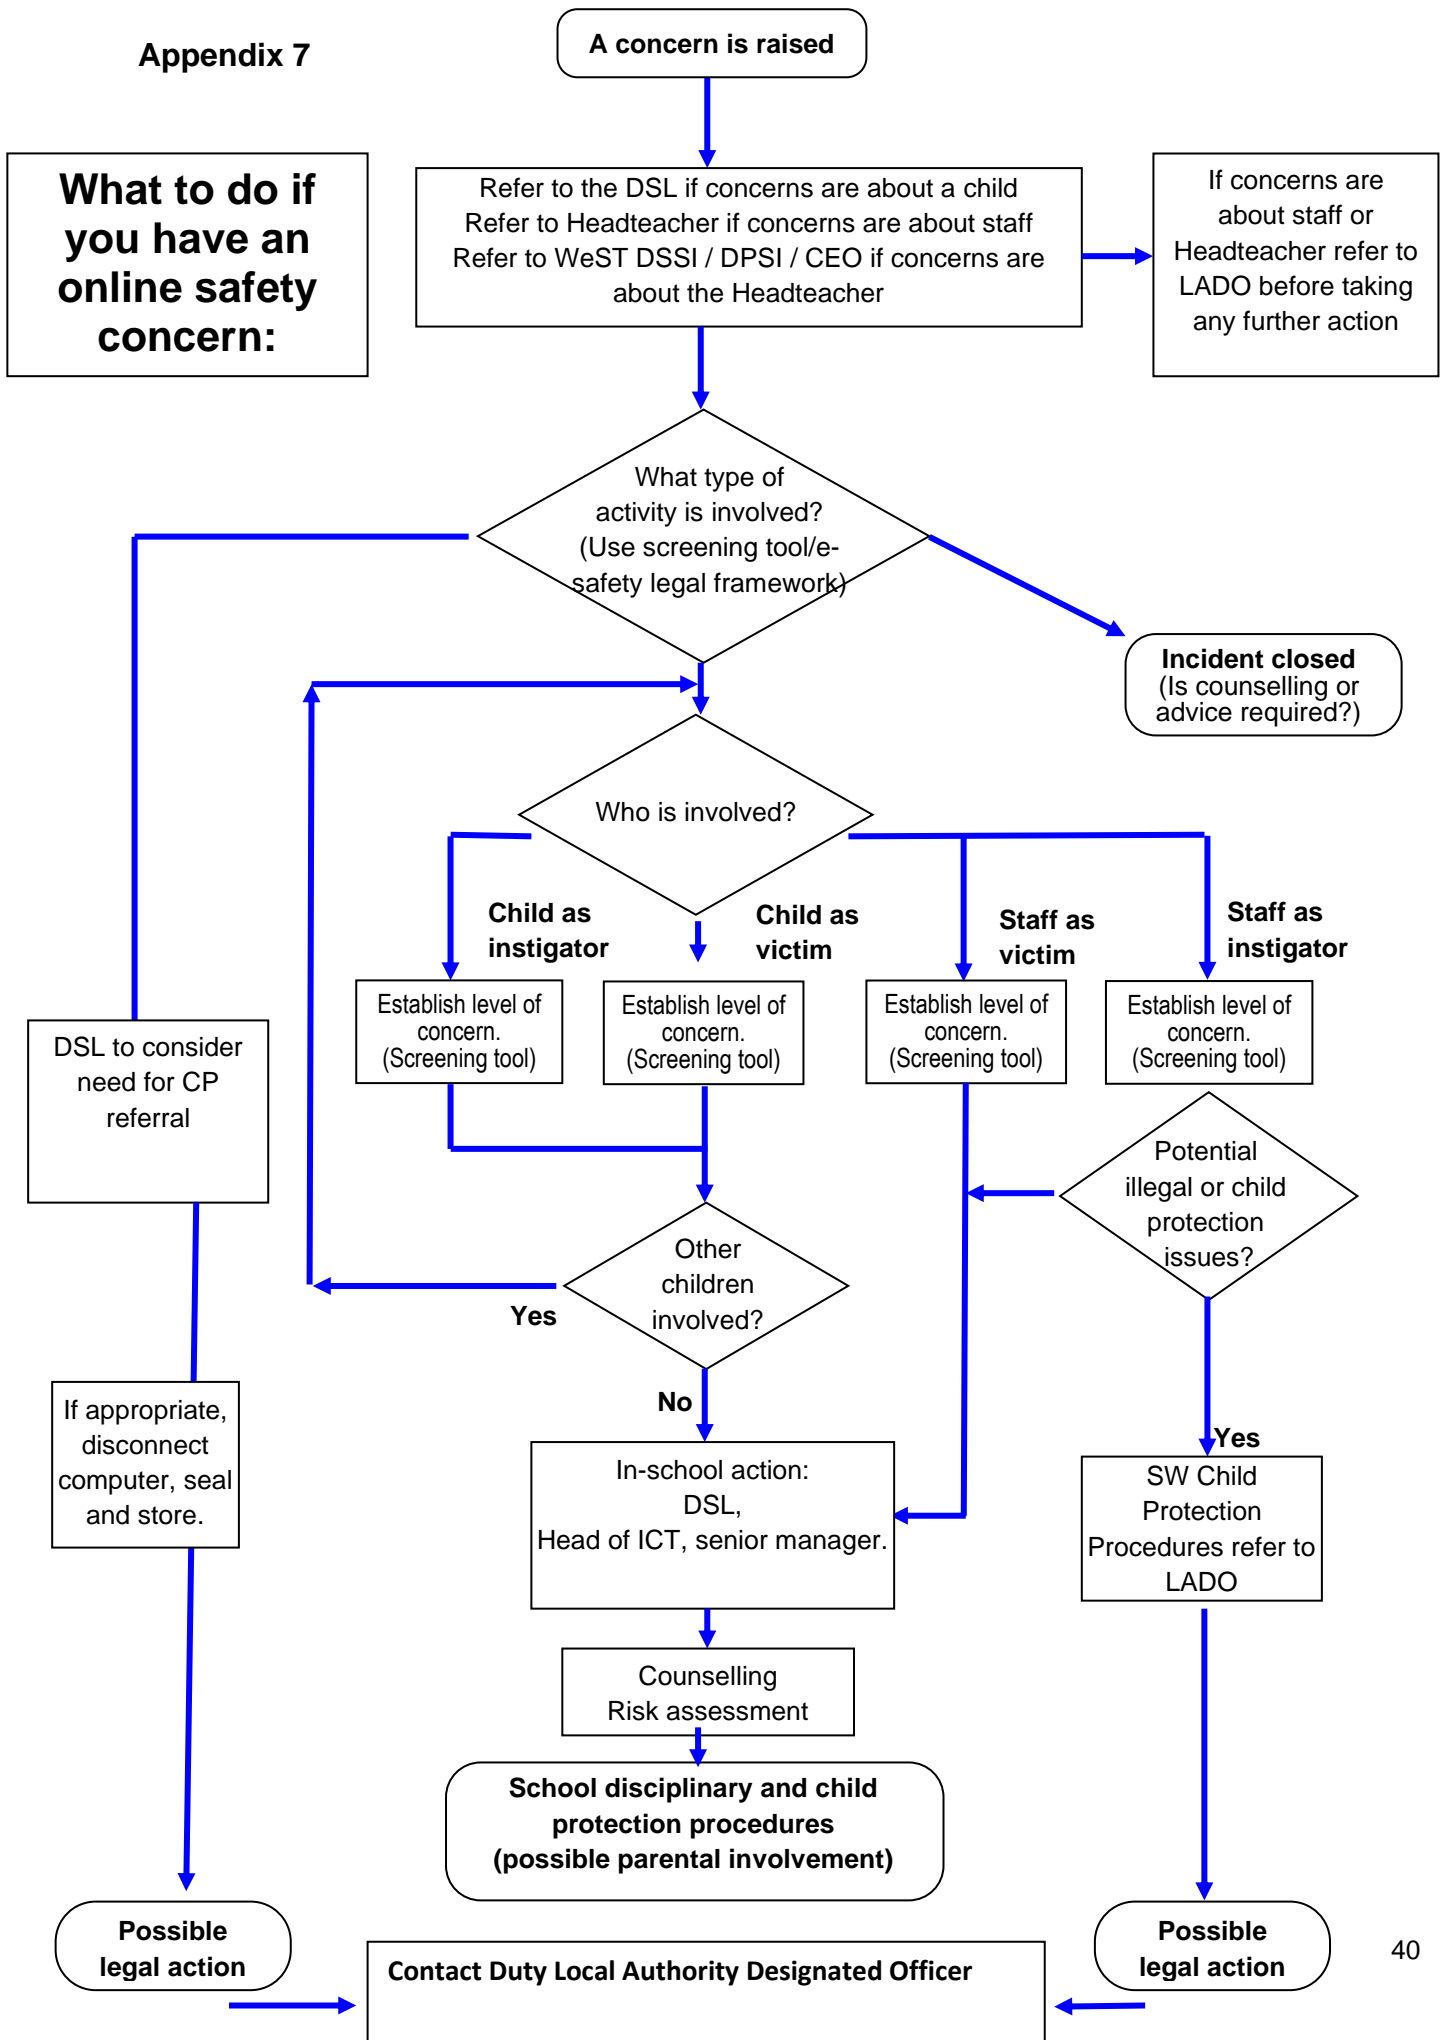 Appendix 7
A concern is raised
What to do if
you have an
online safety
concern:
Refer to the DSL if concerns are about a child
Refer to Headteacher if concerns are about staff
Refer to WeST DSSI / DPSI / CEO if concerns are
about the Headteacher
If concerns are
about staff or
Headteacher refer to
LADO before taking
any further action
What type of
activity is involved?
(Use screening tool/e-
safety legal framework)
Incident closed
(Is counselling or
advice required?)
Who is involved?
Child as
instigator
Child as
victim
Staff as
victim
Staff as
instigator
Establish level of
concern.
(Screening tool)
Establish level of
concern.
(Screening tool)
Establish level of
concern.
(Screening tool)
Establish level of
concern.
(Screening tool)
DSL to consider
need for CP
referral
Potential
illegal or child
protection
issues?
Other
children
involved?
Yes
No
Yes
If appropriate,
disconnect
computer, seal
and store.
In-school action:
DSL,
Head of ICT, senior manager.
SW Child
Protection
Procedures refer to
LADO
Counselling
Risk assessment
School disciplinary and child
protection procedures
(possible parental involvement)
Possible
legal action
Possible
legal action
Contact Duty Local Authority Designated Officer
40